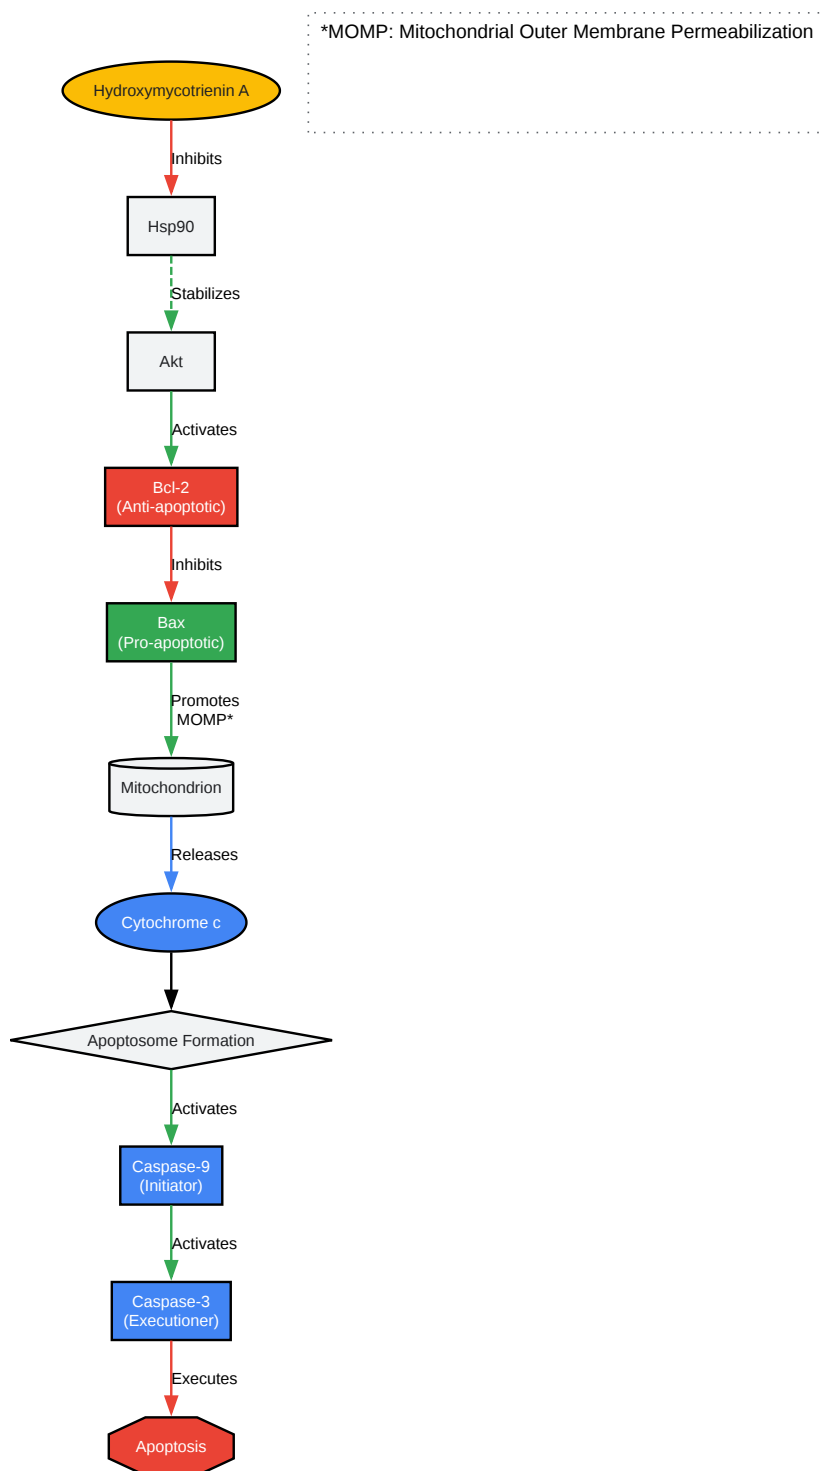 *MOMP: Mitochondrial Outer Membrane Permeabilization
Hydroxymycotrienin A
Inhibits
Hsp90
Stabilizes
Akt
Activates
Bcl-2
(Anti-apoptotic)
Inhibits
Bax
(Pro-apoptotic)
Promotes
MOMP*
Mitochondrion
Releases
Cytochrome c
Apoptosome Formation
Activates
Caspase-9
(Initiator)
Activates
Caspase-3
(Executioner)
Executes
Apoptosis